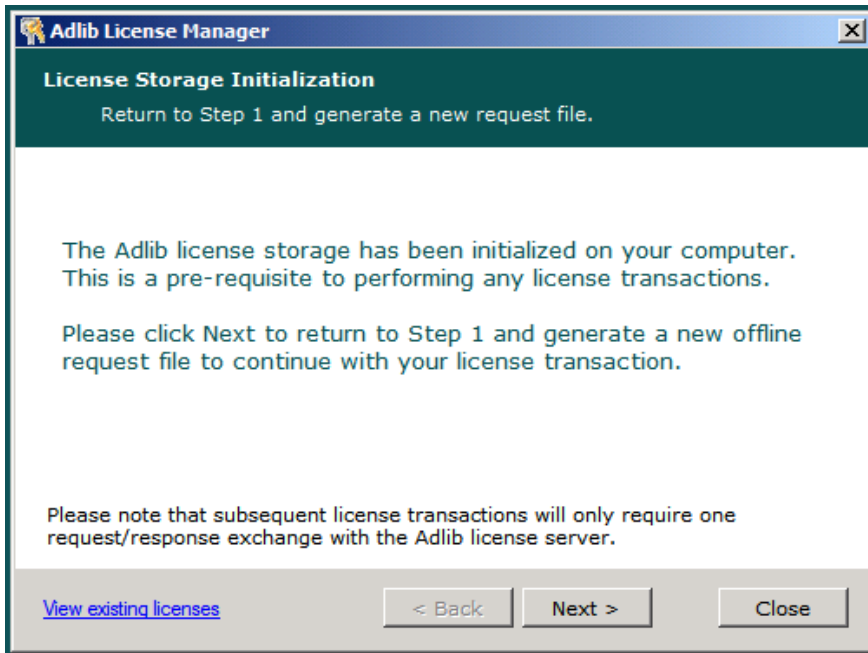 Adlib License Manager
License Storage Initialization
Return to Step 1 and generate a new request file.
The Adlib license storage has been initialized on your computer.
This is a pre-requisite to performing any license transactions.
Please click Next to return to Step 1 and generate a new offline
request file to continue with your license transaction.
Please note that subsequent license transactions will only require one
request/response exchange with the Adlib license server.
View existing licenses
< Back
Next >
Close